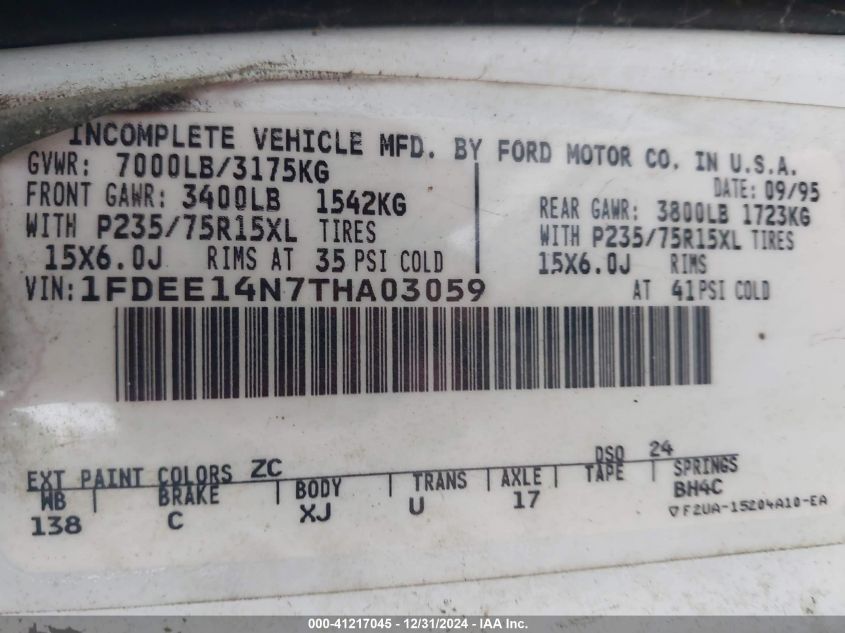 INCOMPLETE VEHICLE MFD. BY FORD MOTOR CO. IN U.S.A.
GVWR: 7000LB/3175KG
DATE: 09/95
FRONT GAWR: 3400LB 1542KG
REAR GAWR: 3800LB 1723KG
WITH P235/75R15XL TIRES
WITH P235/75R15XL TIRES
15X6.0J RIMS AT 35 PSI COLD
15X6.0J RIMS
VIN: 1FDEE14N7THA03059
AT 41 PSI COLD
EXT PAINT COLORS ZC
DSO 24
WB | BRAKE | BODY | TRANS | AXLE | TAPE | SPRINGS
138 C XJ U 17 BH4C
▽F2UA-15204A10-EA
000-41217045 - 12/31/2024 - IAA Inc.